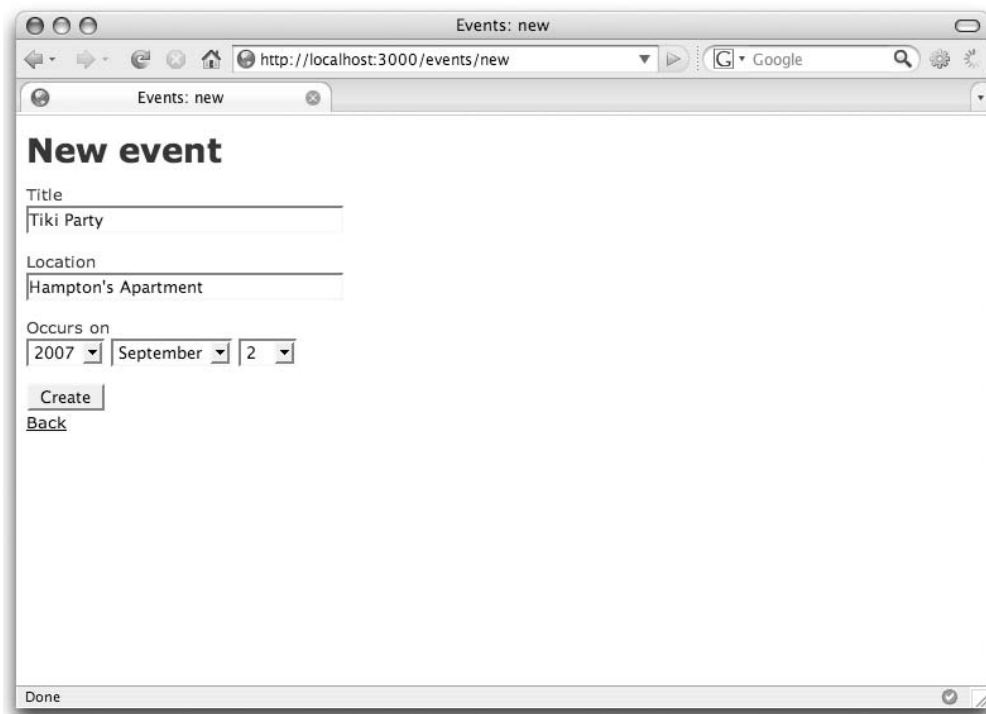 Events: new
http://localhost:3000/events/new
G Google
Events: new
New event
Title
Tiki Party
Location
Hampton's Apartment
Occurs on
2007 September 2
Create
Back
Done